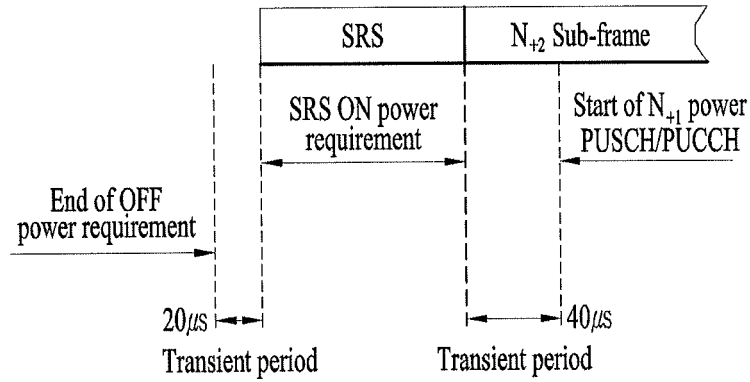 SRS
N+2 Sub-frame
SRS ON power
requirement
Start of N+1 power
PUSCH/PUCCH
End of OFF
power requirement
20μs
40μs
Transient period
Transient period